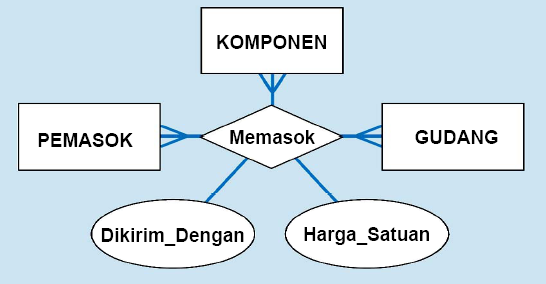 KOMPONEN
PEMASOK
Memasok
GUDANG
Dikirim_Dengan
Harga_Satuan